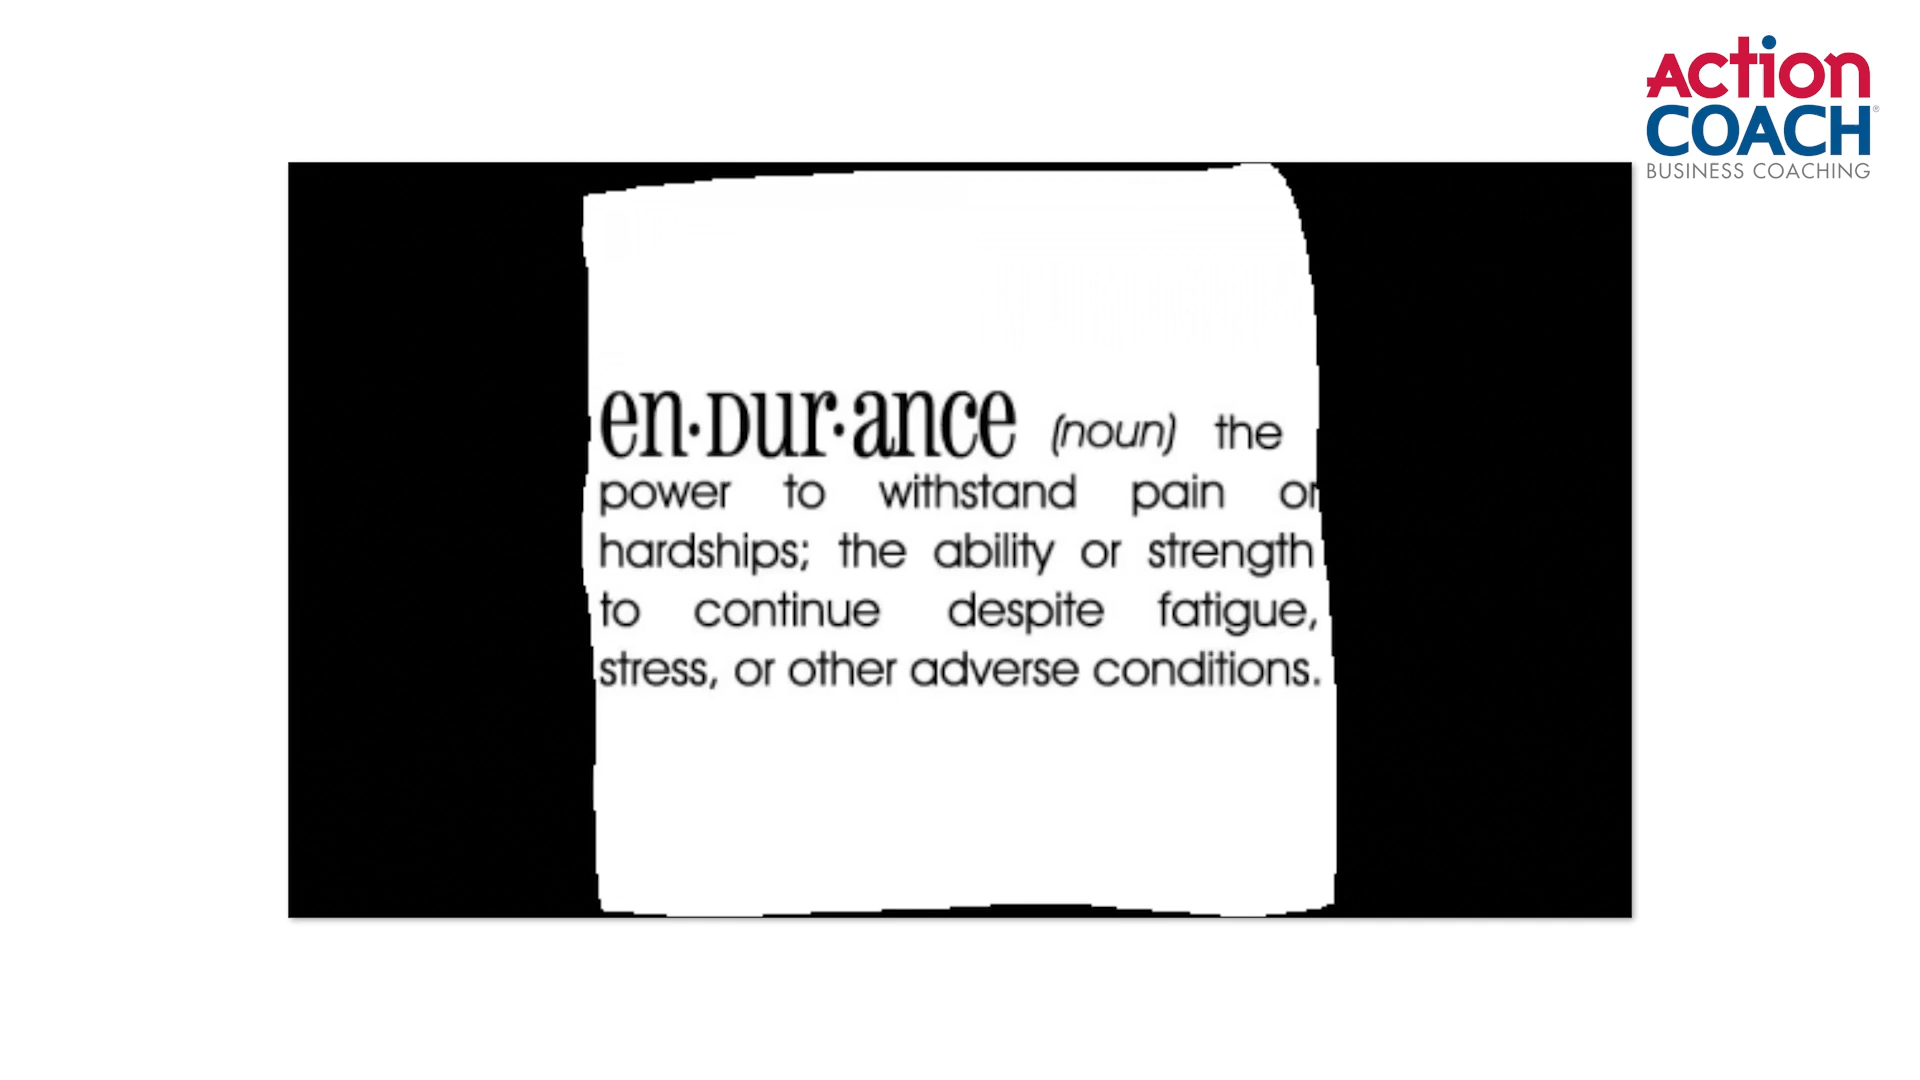 Action
COACH®
BUSINESS COACHING
en·Dur·ance (noun) the
power to withstand pain or
hardships; the ability or strength
to continue despite fatigue,
stress, or other adverse conditions.